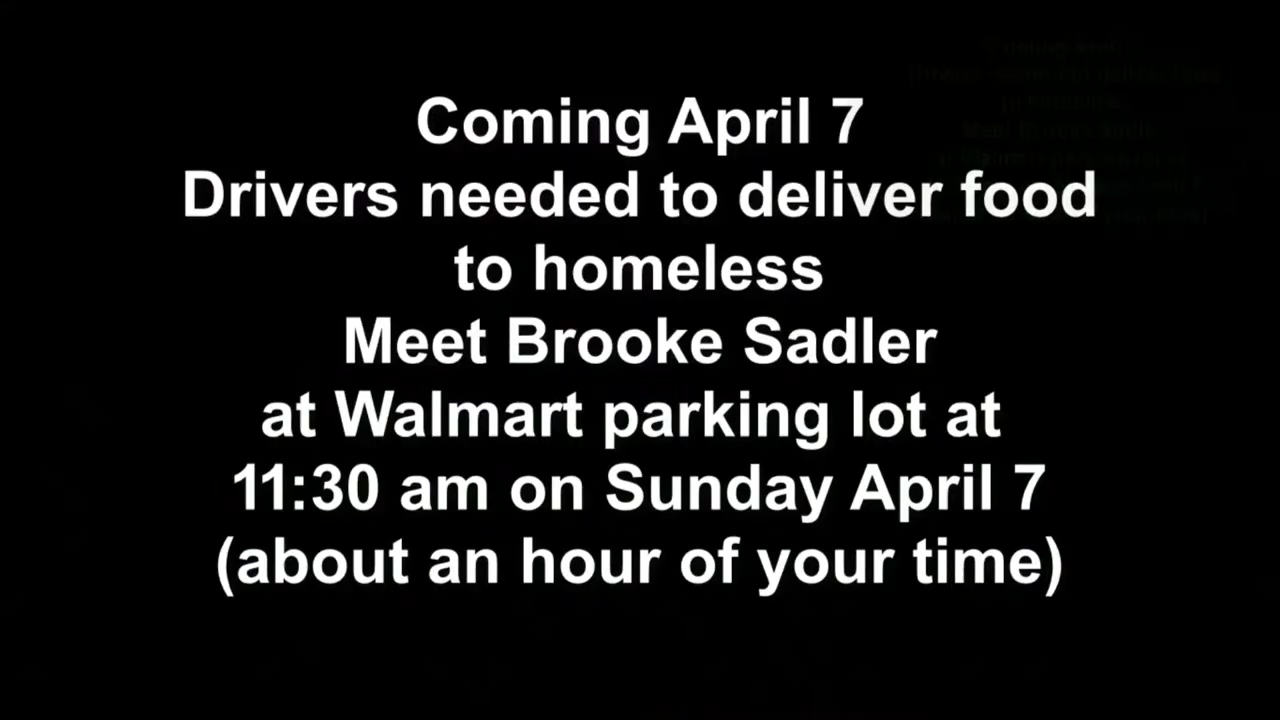 Coming April 7
Drivers needed to deliver food
to homeless
Meet Brooke Sadler
at Walmart parking lot at
11:30 am on Sunday April 7
(about an hour of your time)